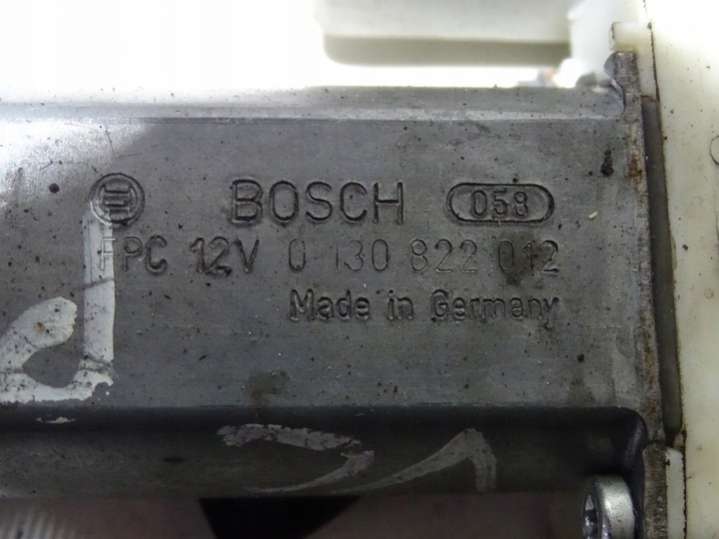 BOSCH 058
FPC 12V 0 130 822 012
Made in Germany